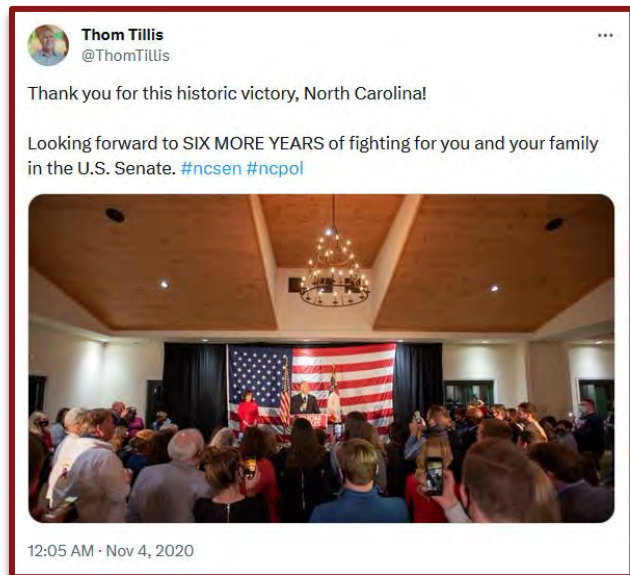 Thom Tillis
@ThomTillis
Thank you for this historic victory, North Carolina!
Looking forward to SIX MORE YEARS of fighting for you and your family
in the U.S. Senate. #ncsen #ncpol
12:05 AM · Nov 4, 2020